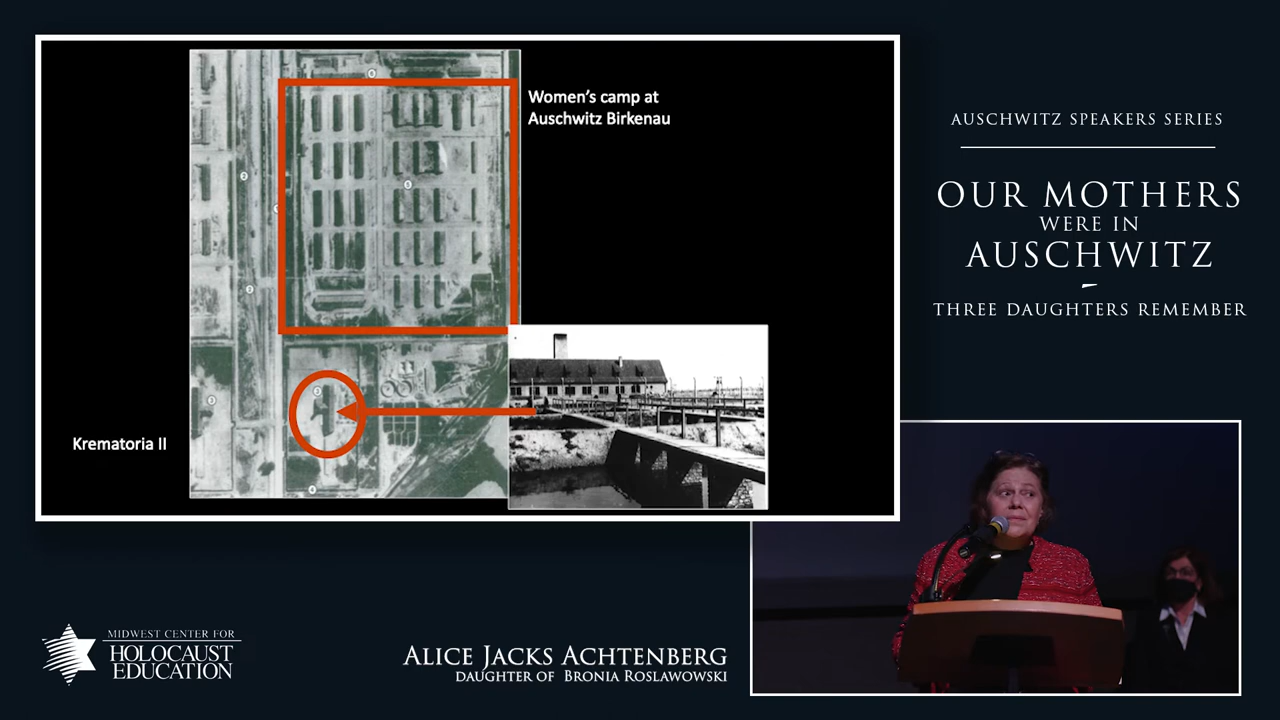 Women's camp at
Auschwitz Birkenau
Krematoria II
AUSCHWITZ SPEAKERS SERIES
OUR MOTHERS
WERE IN
AUSCHWITZ
THREE DAUGHTERS REMEMBER
MIDWEST CENTER FOR
HOLOCAUST
EDUCATION
ALICE JACKS ACHTENBERG
DAUGHTER OF BRONIA ROSLAWOWSKI